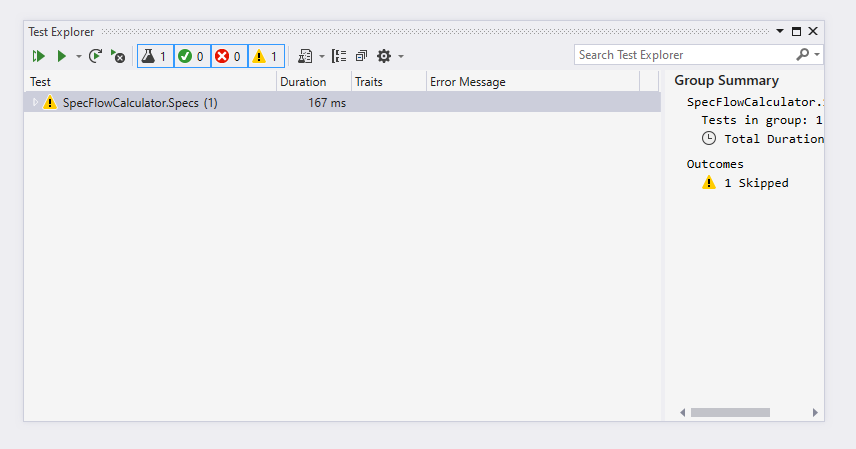 Test Explorer
1 0 0 1
Search Test Explorer
Test Duration Traits Error Message
SpecFlowCalculator.Specs (1) 167 ms
Group Summary
SpecFlowCalculator.
Tests in group: 1
Total Duration
Outcomes
1 Skipped